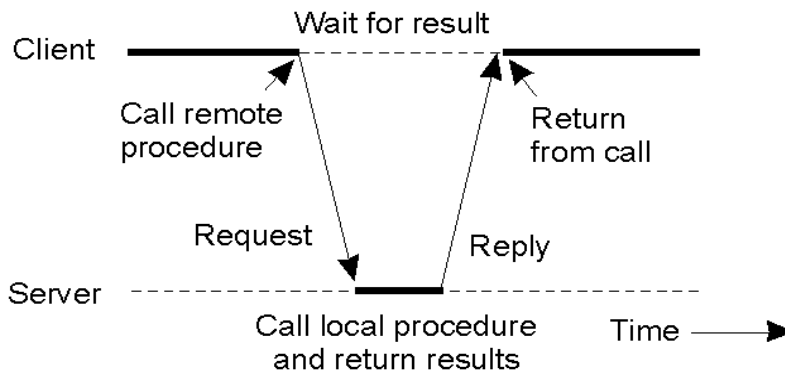 Wait for result
Client
Call remote
procedure
Return
from call
Request
Reply
Server
Call local procedure
and return results
Time